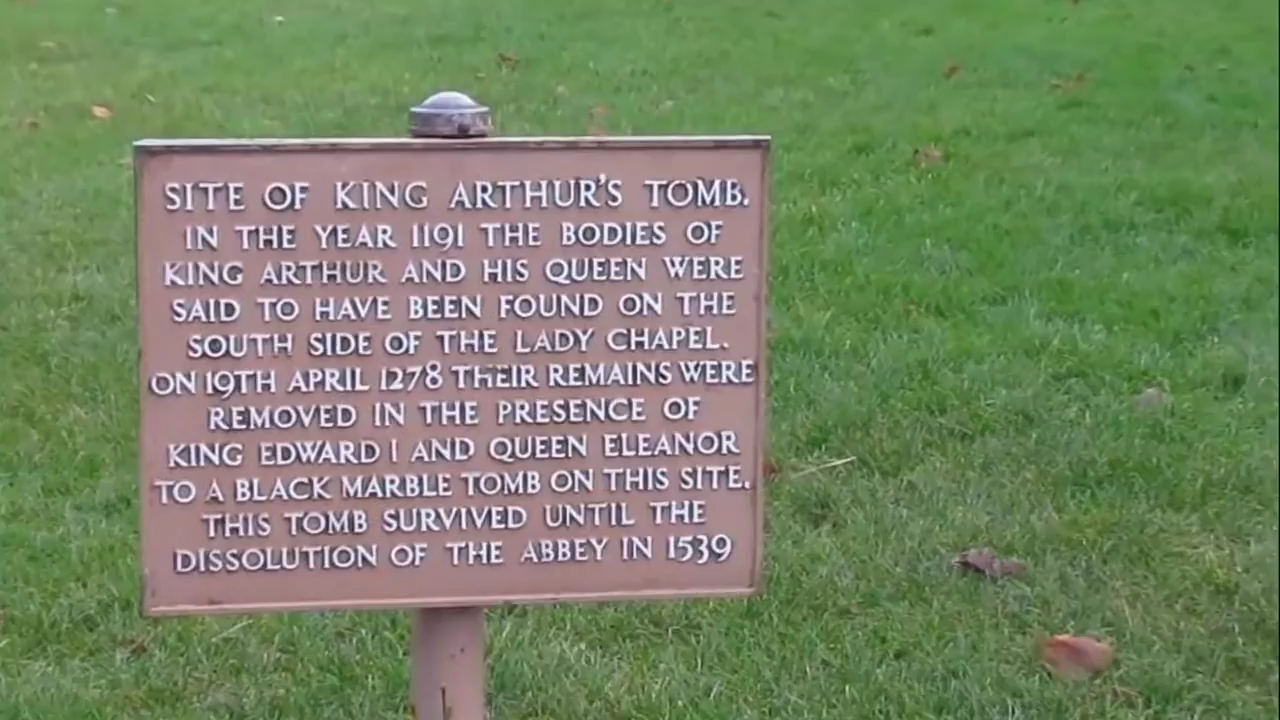 SITE OF KING ARTHUR'S TOMB.
IN THE YEAR 1191 THE BODIES OF
KING ARTHUR AND HIS QUEEN WERE
SAID TO HAVE BEEN FOUND ON THE
SOUTH SIDE OF THE LADY CHAPEL.
ON 19TH APRIL 1278 THEIR REMAINS WERE
REMOVED IN THE PRESENCE OF
KING EDWARD I AND QUEEN ELEANOR
TO A BLACK MARBLE TOMB ON THIS SITE.
THIS TOMB SURVIVED UNTIL THE
DISSOLUTION OF THE ABBEY IN 1539